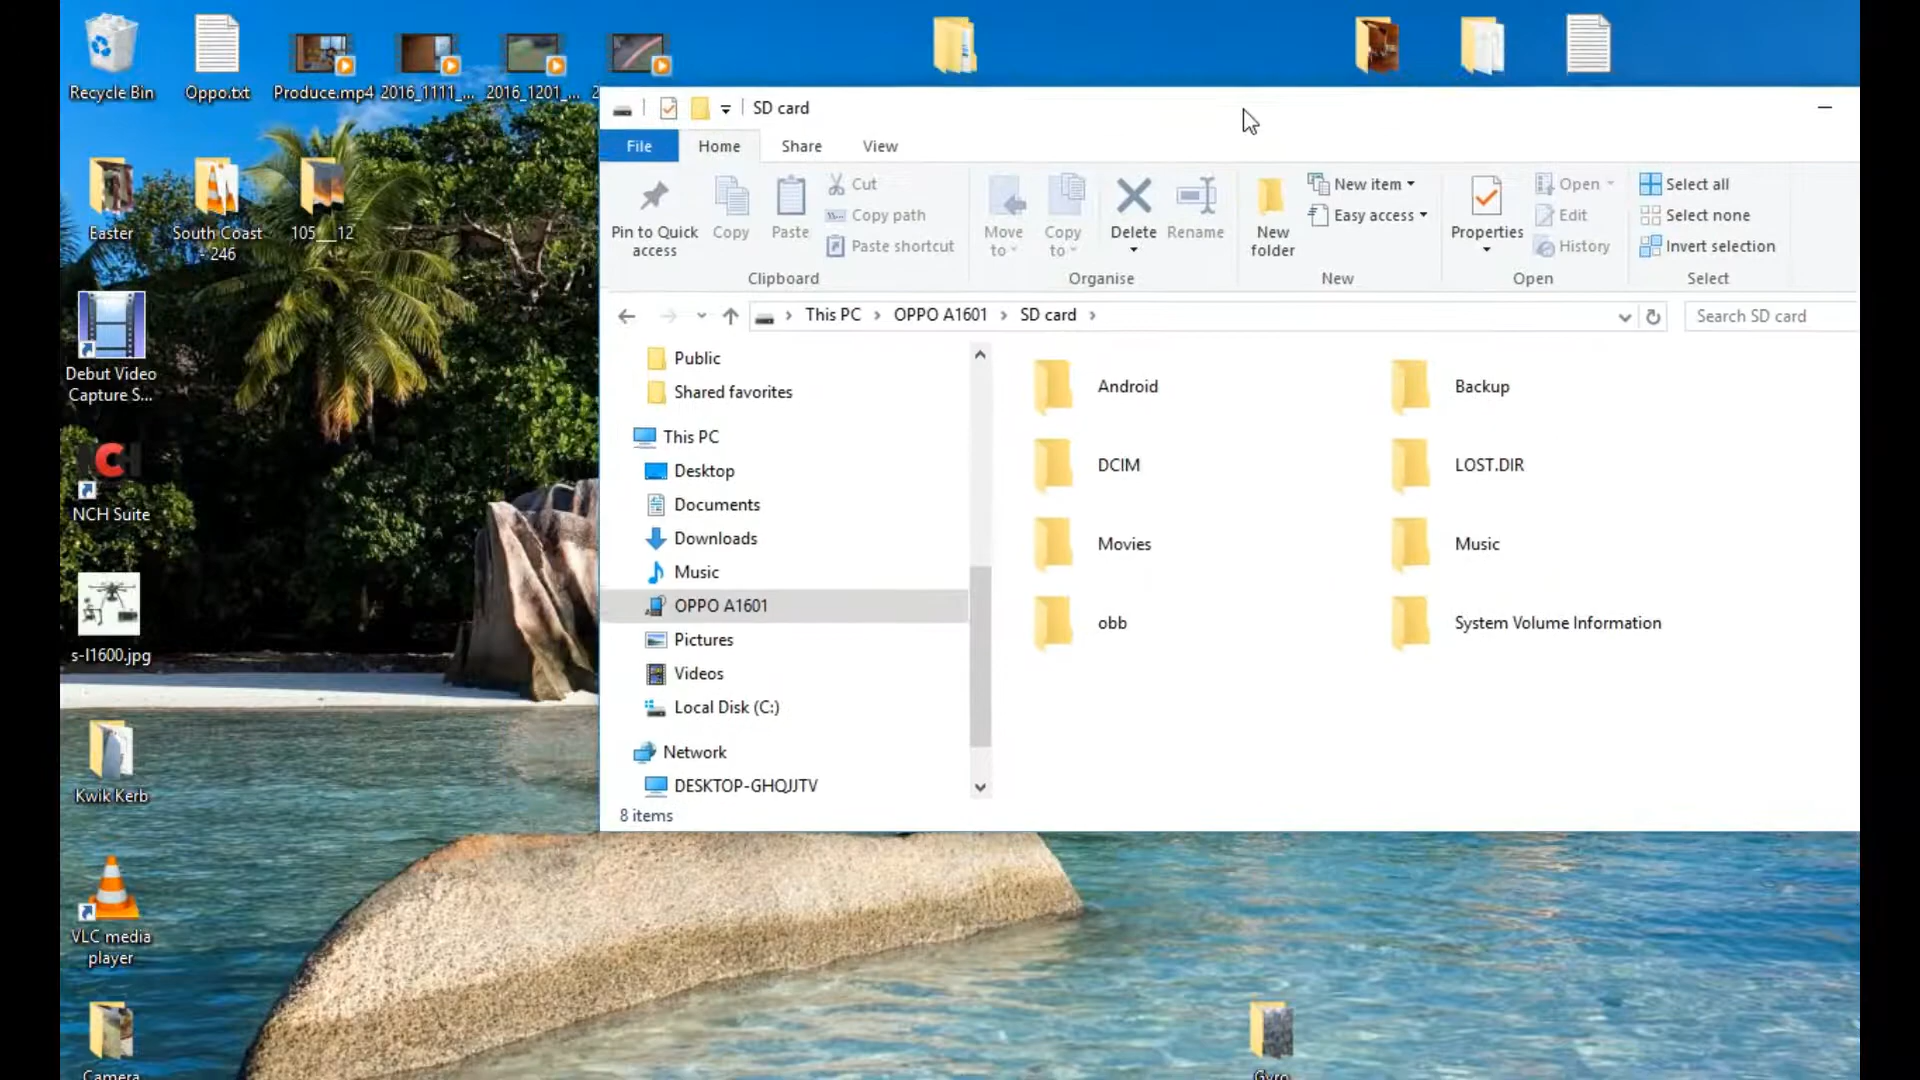 Recycle Bin
Oppo.txt
Produce.mp4
2016_1111_...
2016_1201_...
Easter
South Coast
- 246
105__12
Debut Video
Capture S...
NCH
NCH Suite
s-l1600.jpg
Kwik Kerb
VLC media
player
Camera
Gyro
SD card
File
Home
Share
View
Pin to Quick
access
Copy
Paste
Cut
Copy path
Paste shortcut
Clipboard
Move
to
Copy
to
Delete
Rename
Organise
New
folder
New item
Easy access
New
Properties
Open
Edit
History
Open
Select all
Select none
Invert selection
Select
This PC
OPPO A1601
SD card
Search SD card
Public
Shared favorites
This PC
Desktop
Documents
Downloads
Music
OPPO A1601
Pictures
Videos
Local Disk (C:)
Network
DESKTOP-GHQJJTV
Android
Backup
DCIM
LOST.DIR
Movies
Music
obb
System Volume Information
8 items